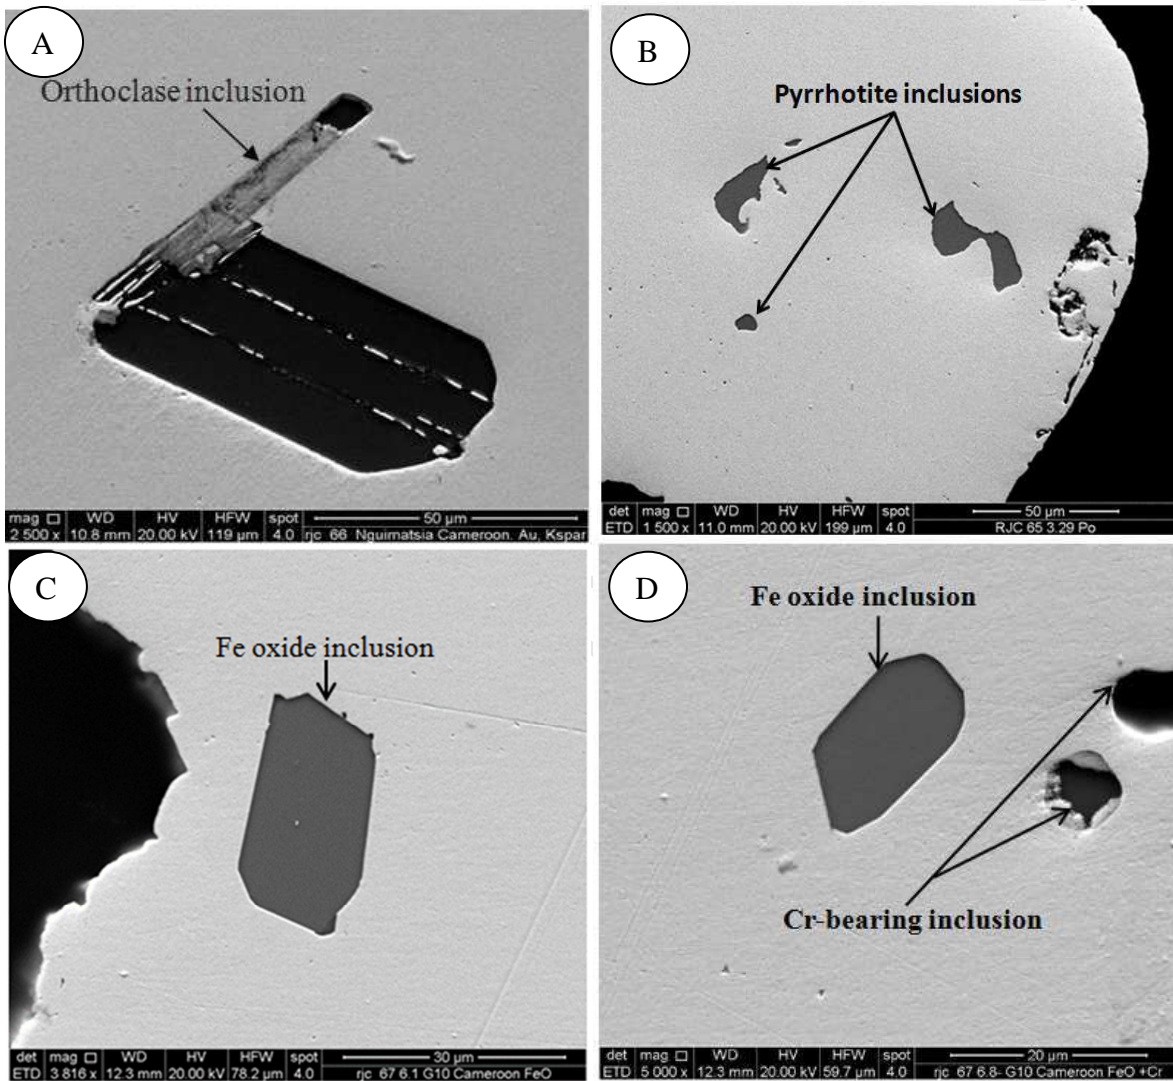 A
Orthoclase inclusion
mag WD HV HFW spot 50 µm
2 500 x 10.8 mm 20.00 kV 119 µm 4.0 rjc 66 Nguimatsia Cameroon. Au, Kspar
B
Pyrrhotite inclusions
det mag WD HV HFW spot 50 µm
ETD 1 500 x 11.0 mm 20.00 kV 199 µm 4.0 RJC 65 3.29 Po
C
Fe oxide inclusion
det mag WD HV HFW spot 30 µm
ETD 3 816 x 12.3 mm 20.00 kV 78.2 µm 4.0 rjc 67 6.1 G10 Cameroon FeO
D
Fe oxide inclusion
Cr-bearing inclusion
det mag WD HV HFW spot 20 µm
ETD 5 000 x 12.3 mm 20.00 kV 59.7 µm 4.0 rjc 67 6.8- G10 Cameroon FeO +Cr